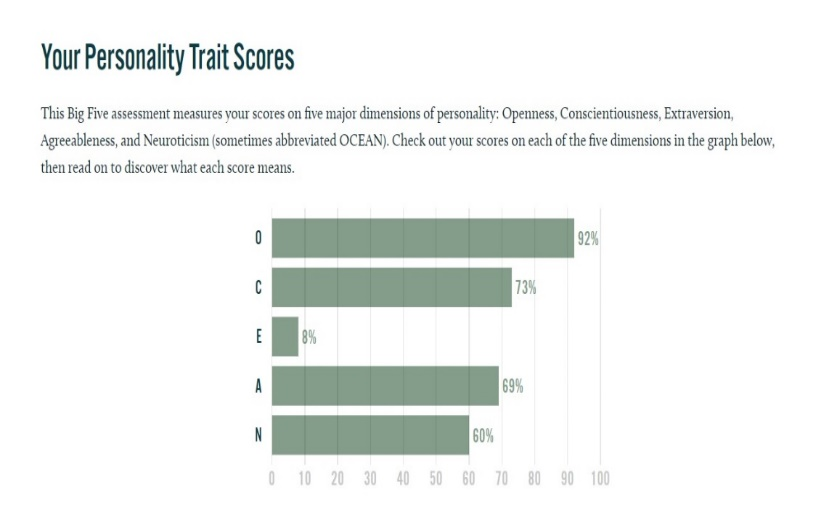 Your Personality Trait Scores
This Big Five assessment measures your scores on five major dimensions of personality: Openness, Conscientiousness, Extraversion,
Agreeableness, and Neuroticism (sometimes abbreviated OCEAN). Check out your scores on each of the five dimensions in the graph below,
then read on to discover what each score means.
O 92%
C 73%
E 8%
A 69%
N 60%
0 10 20 30 40 50 60 70 80 90 100